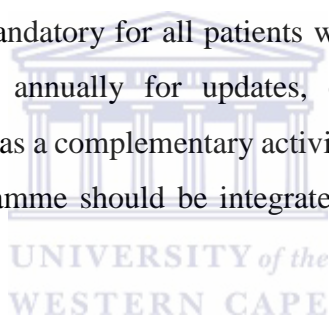 andatory for all patients w
annually for updates,
as a complementary activi
amme should be integrate
UNIVERSITY of the
WESTERN CAPE